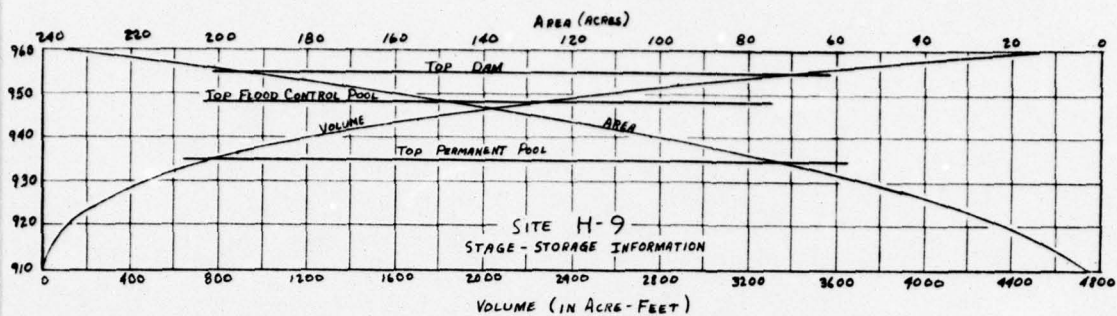 AREA (ACRES)
240 220 200 180 160 140 120 100 80 60 40 20 0
960
TOP DAM
950
TOP FLOOD CONTROL POOL
VOLUME
AREA
940
TOP PERMANENT POOL
930
920
SITE H-9
STAGE-STORAGE INFORMATION
910
0 400 800 1200 1600 2000 2400 2800 3200 3600 4000 4400 4800
VOLUME (IN ACRE-FEET)